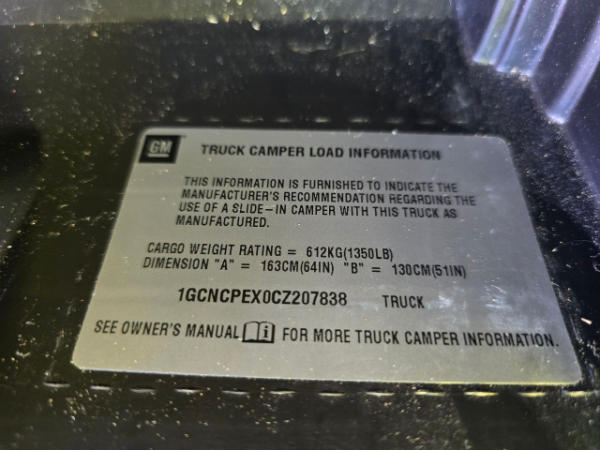 GM TRUCK CAMPER LOAD INFORMATION
THIS INFORMATION IS FURNISHED TO INDICATE THE
MANUFACTURER'S RECOMMENDATION REGARDING THE
USE OF A SLIDE-IN CAMPER WITH THIS TRUCK AS
MANUFACTURED.
CARGO WEIGHT RATING = 612KG(1350LB)
DIMENSION "A" = 163CM(64IN) "B" = 130CM(51IN)
1GCNCPEX0CZ207838 TRUCK
SEE OWNER'S MANUAL i FOR MORE TRUCK CAMPER INFORMATION.